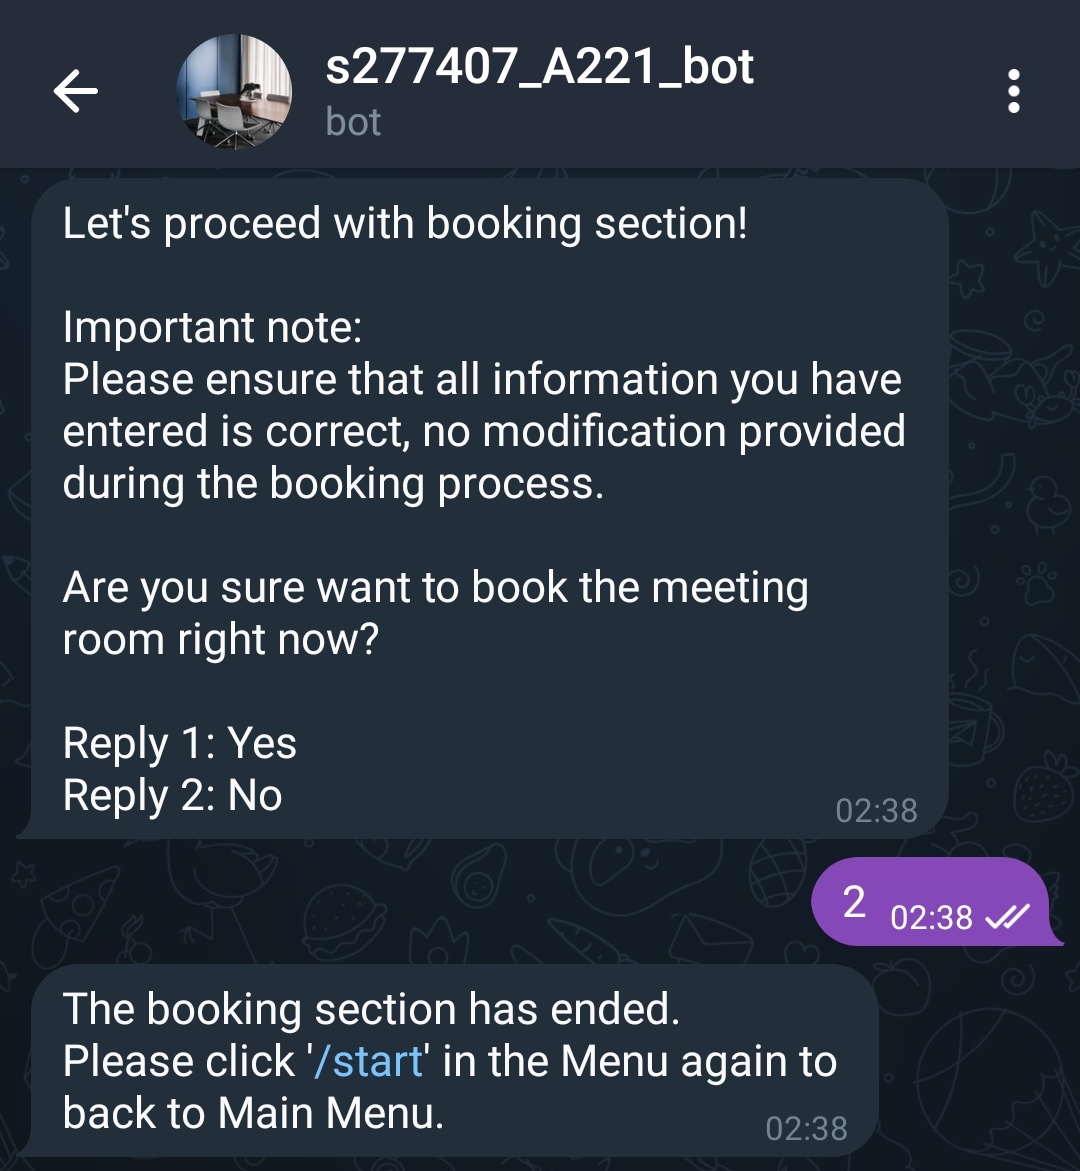 s277407_A221_bot
bot
Let's proceed with booking section!
Important note:
Please ensure that all information you have
entered is correct, no modification provided
during the booking process.
Are you sure want to book the meeting
room right now?
Reply 1: Yes
Reply 2: No
02:38
2 02:38
The booking section has ended.
Please click '/start' in the Menu again to
back to Main Menu.
02:38